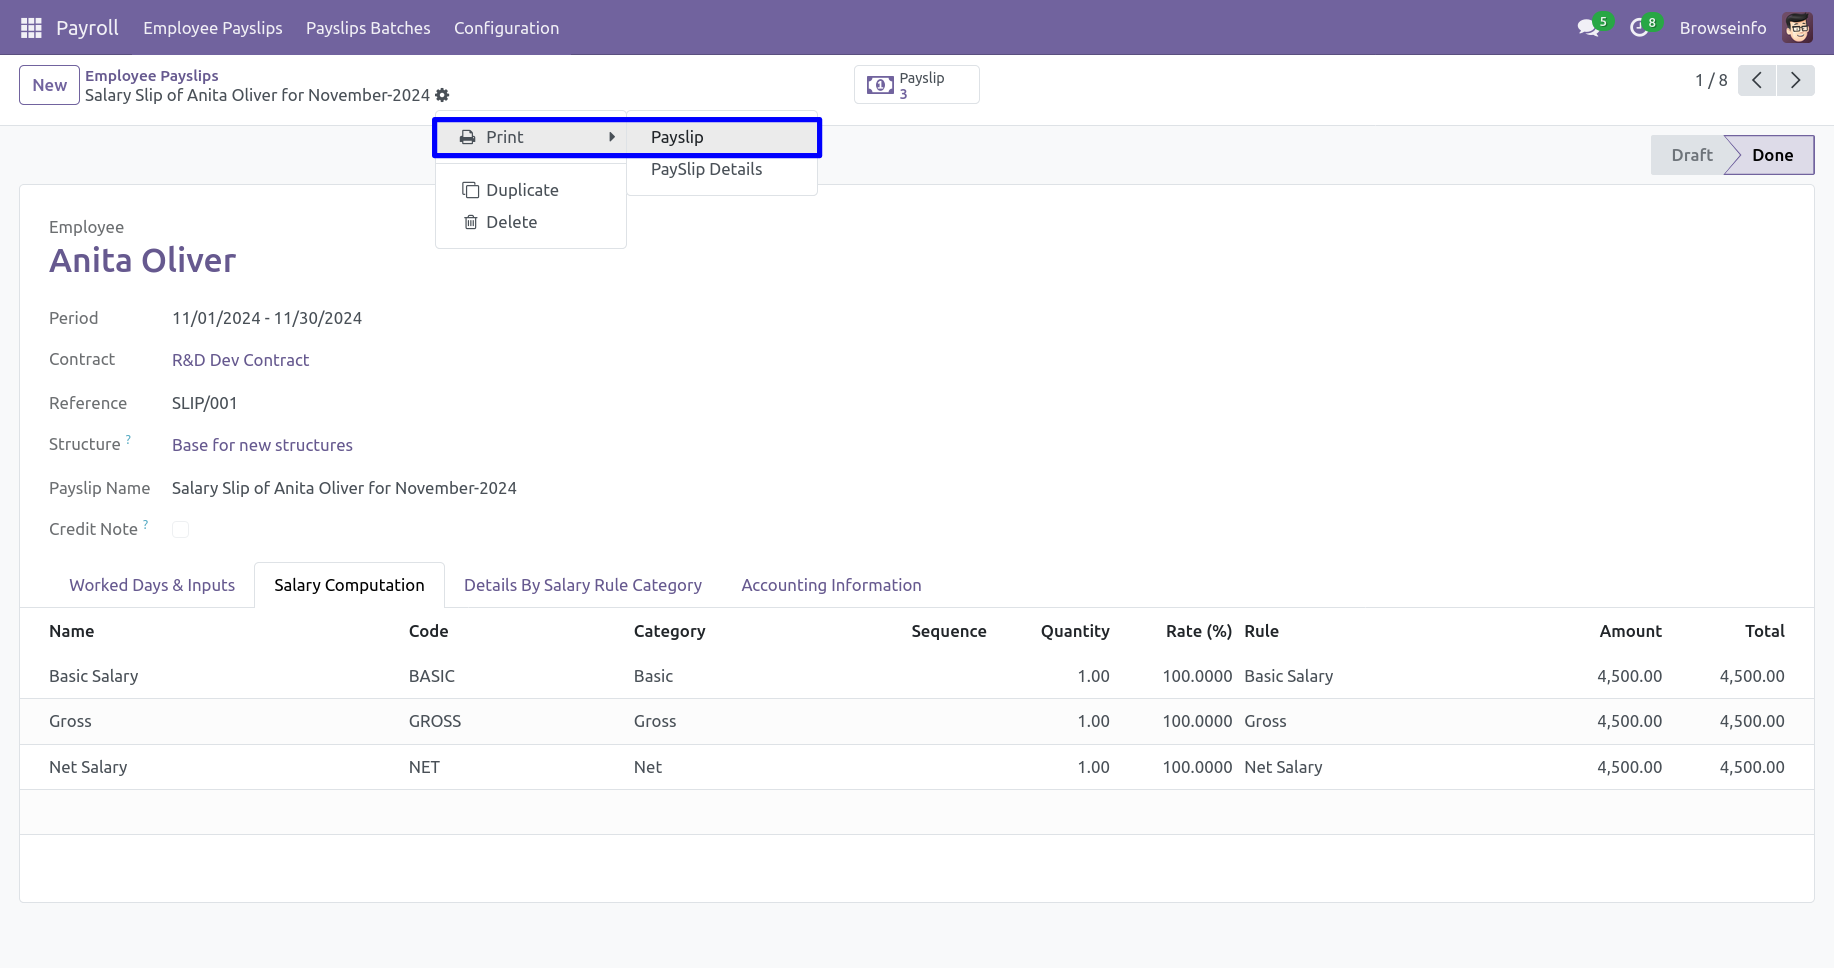 Payroll Employee Payslips Payslips Batches Configuration 5 8 Browseinfo
New Employee Payslips
Salary Slip of Anita Oliver for November-2024
Payslip
3
1 / 8
Print Payslip
PaySlip Details
Duplicate
Delete
Draft Done
Employee
Anita Oliver
Period 11/01/2024 - 11/30/2024
Contract R&D Dev Contract
Reference SLIP/001
Structure ? Base for new structures
Payslip Name Salary Slip of Anita Oliver for November-2024
Credit Note ?
Worked Days & Inputs Salary Computation Details By Salary Rule Category Accounting Information
Name Code Category Sequence Quantity Rate (%) Rule Amount Total
Basic Salary BASIC Basic 1.00 100.0000 Basic Salary 4,500.00 4,500.00
Gross GROSS Gross 1.00 100.0000 Gross 4,500.00 4,500.00
Net Salary NET Net 1.00 100.0000 Net Salary 4,500.00 4,500.00